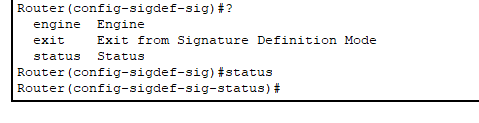 Router(config-sigdef-sig)#?
  engine  Engine
  exit    Exit from Signature Definition Mode
  status  Status
Router(config-sigdef-sig)#status
Router(config-sigdef-sig-status)#